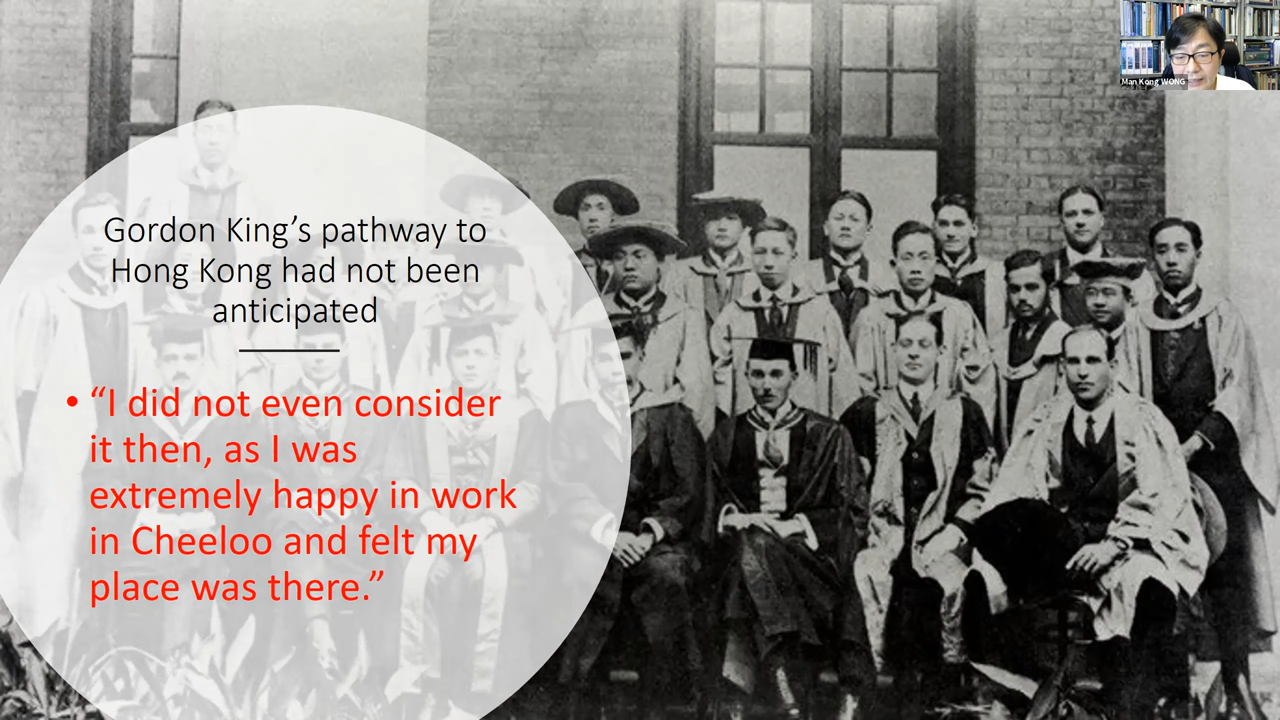 Man Kong WONG
Gordon King’s pathway to
Hong Kong had not been
anticipated
• “I did not even consider
it then, as I was
extremely happy in work
in Cheeloo and felt my
place was there.”